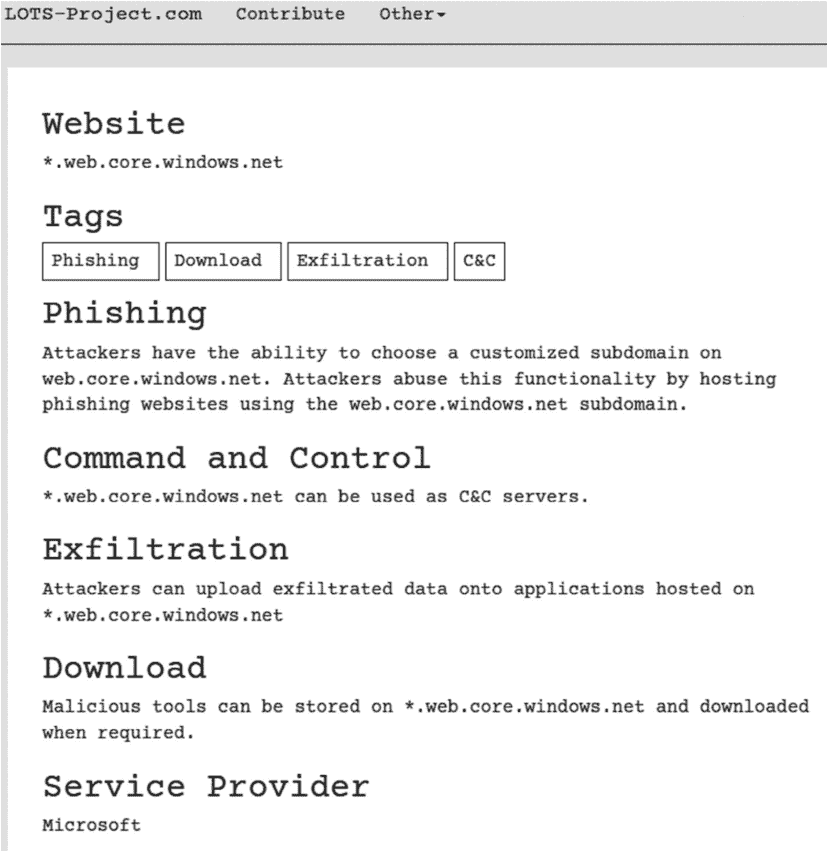 LOTS-Project.com Contribute Other
Website
*.web.core.windows.net
Tags
Phishing Download Exfiltration C&C
Phishing
Attackers have the ability to choose a customized subdomain on
web.core.windows.net. Attackers abuse this functionality by hosting
phishing websites using the web.core.windows.net subdomain.
Command and Control
*.web.core.windows.net can be used as C&C servers.
Exfiltration
Attackers can upload exfiltrated data onto applications hosted on
*.web.core.windows.net
Download
Malicious tools can be stored on *.web.core.windows.net and downloaded
when required.
Service Provider
Microsoft